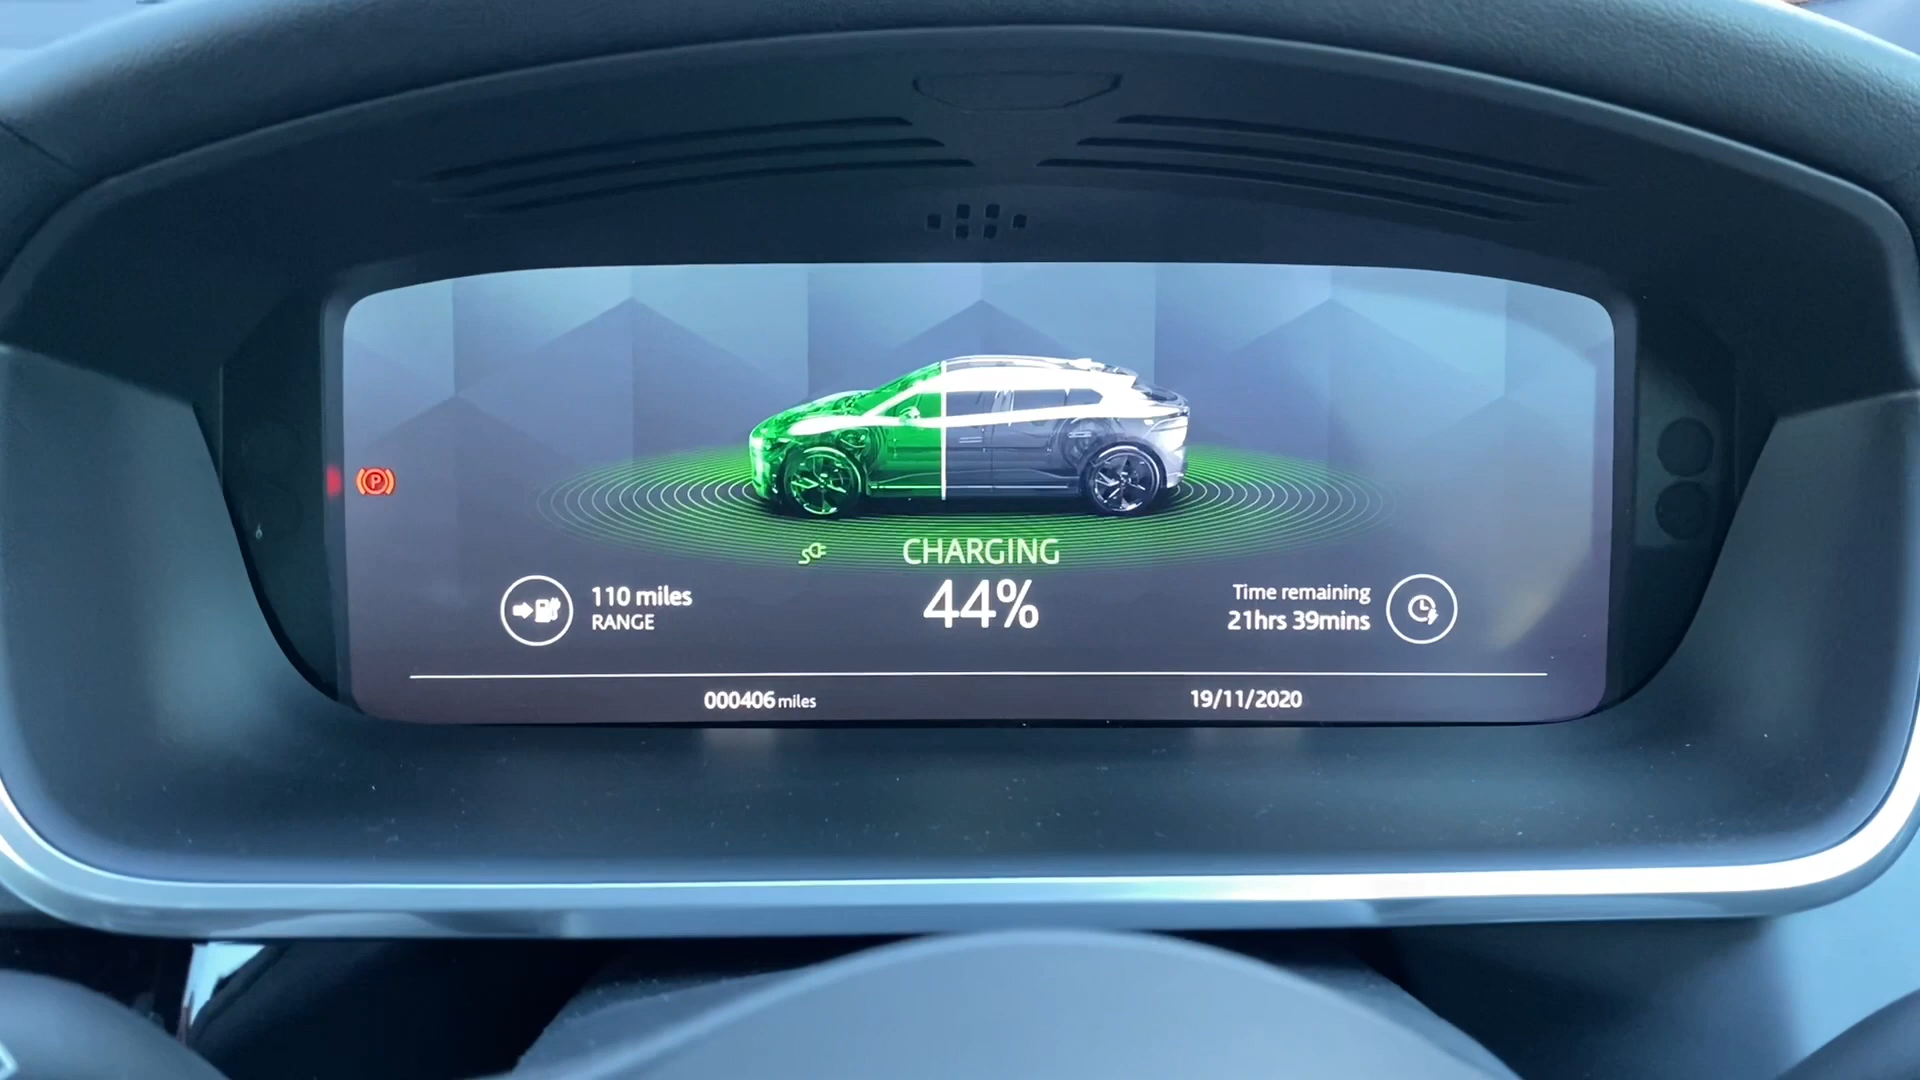 P
CHARGING
44%
110 miles
RANGE
Time remaining
21hrs 39mins
000406 miles
19/11/2020